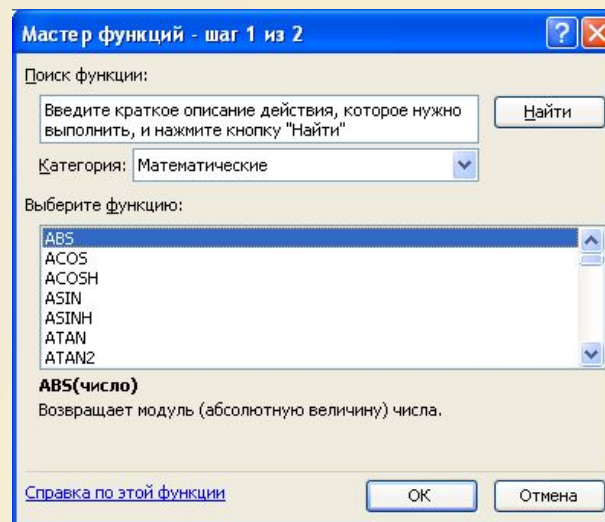 Мастер функций - шаг 1 из 2
Поиск функции:
Введите краткое описание действия, которое нужно
выполнить, и нажмите кнопку "Найти"
Найти
Категория: Математические
Выберите функцию:
ABS
ACOS
ACOSH
ASIN
ASINH
ATAN
ATAN2
ABS(число)
Возвращает модуль (абсолютную величину) числа.
Справка по этой функции
ОК
Отмена